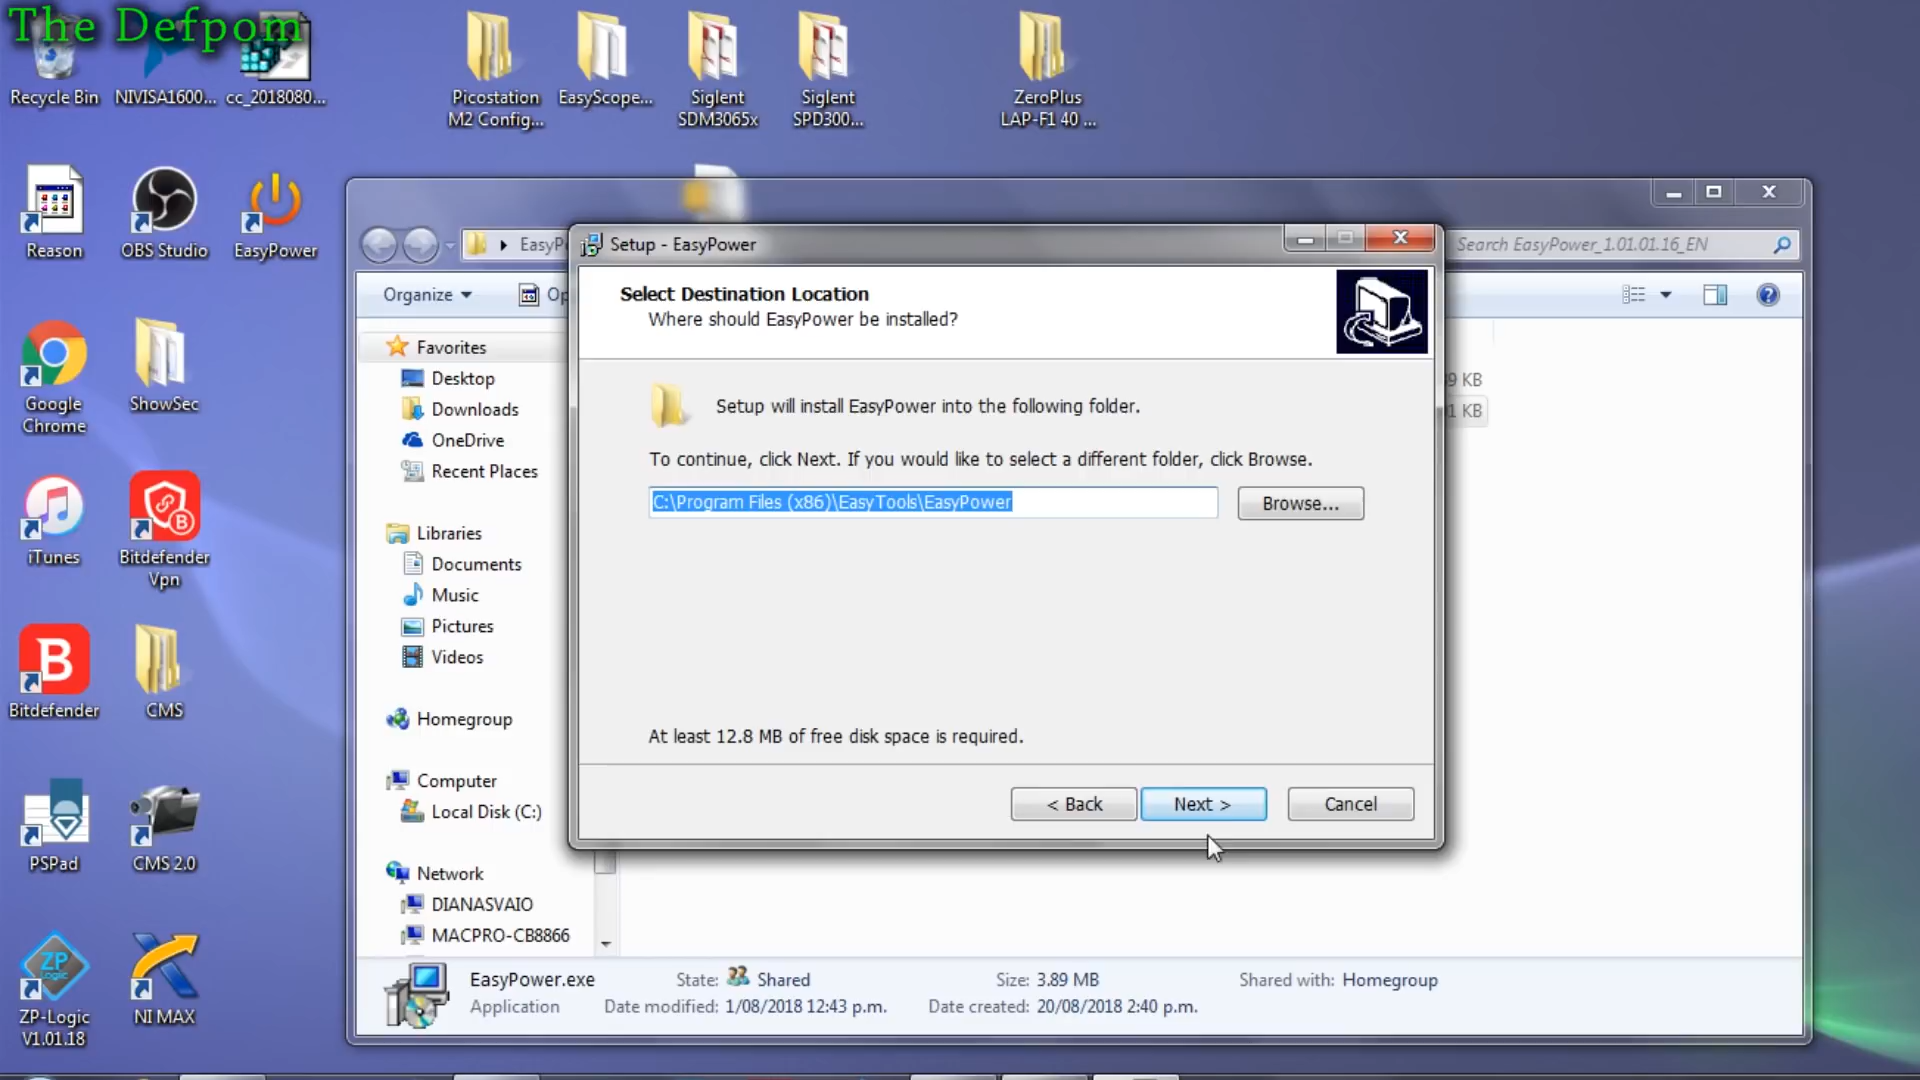 The Defpom
Recycle Bin
NIVISA1600...
cc_2018080...
Picostation
M2 Config...
EasyScope...
Siglent
SDM3065x
Siglent
SPD300...
ZeroPlus
LAP-F1 40 ...
Reason
OBS Studio
EasyPower
Google
Chrome
ShowSec
iTunes
Bitdefender
Vpn
Bitdefender
CMS
PSPad
CMS 2.0
ZP
Logic
ZP-Logic
V1.01.18
NI MAX
Search EasyPower_1.01.01.16_EN
Organize
Favorites
Desktop
Downloads
OneDrive
Recent Places
Libraries
Documents
Music
Pictures
Videos
Homegroup
Computer
Local Disk (C:)
Network
DIANASVAIO
MACPRO-CB8866
Setup - EasyPower
Select Destination Location
Where should EasyPower be installed?
Setup will install EasyPower into the following folder.
To continue, click Next. If you would like to select a different folder, click Browse.
C:\Program Files (x86)\EasyTools\EasyPower
Browse...
At least 12.8 MB of free disk space is required.
< Back
Next >
Cancel
EasyPower.exe State: Shared Size: 3.89 MB Shared with: Homegroup
Application Date modified: 1/08/2018 12:43 p.m. Date created: 20/08/2018 2:40 p.m.